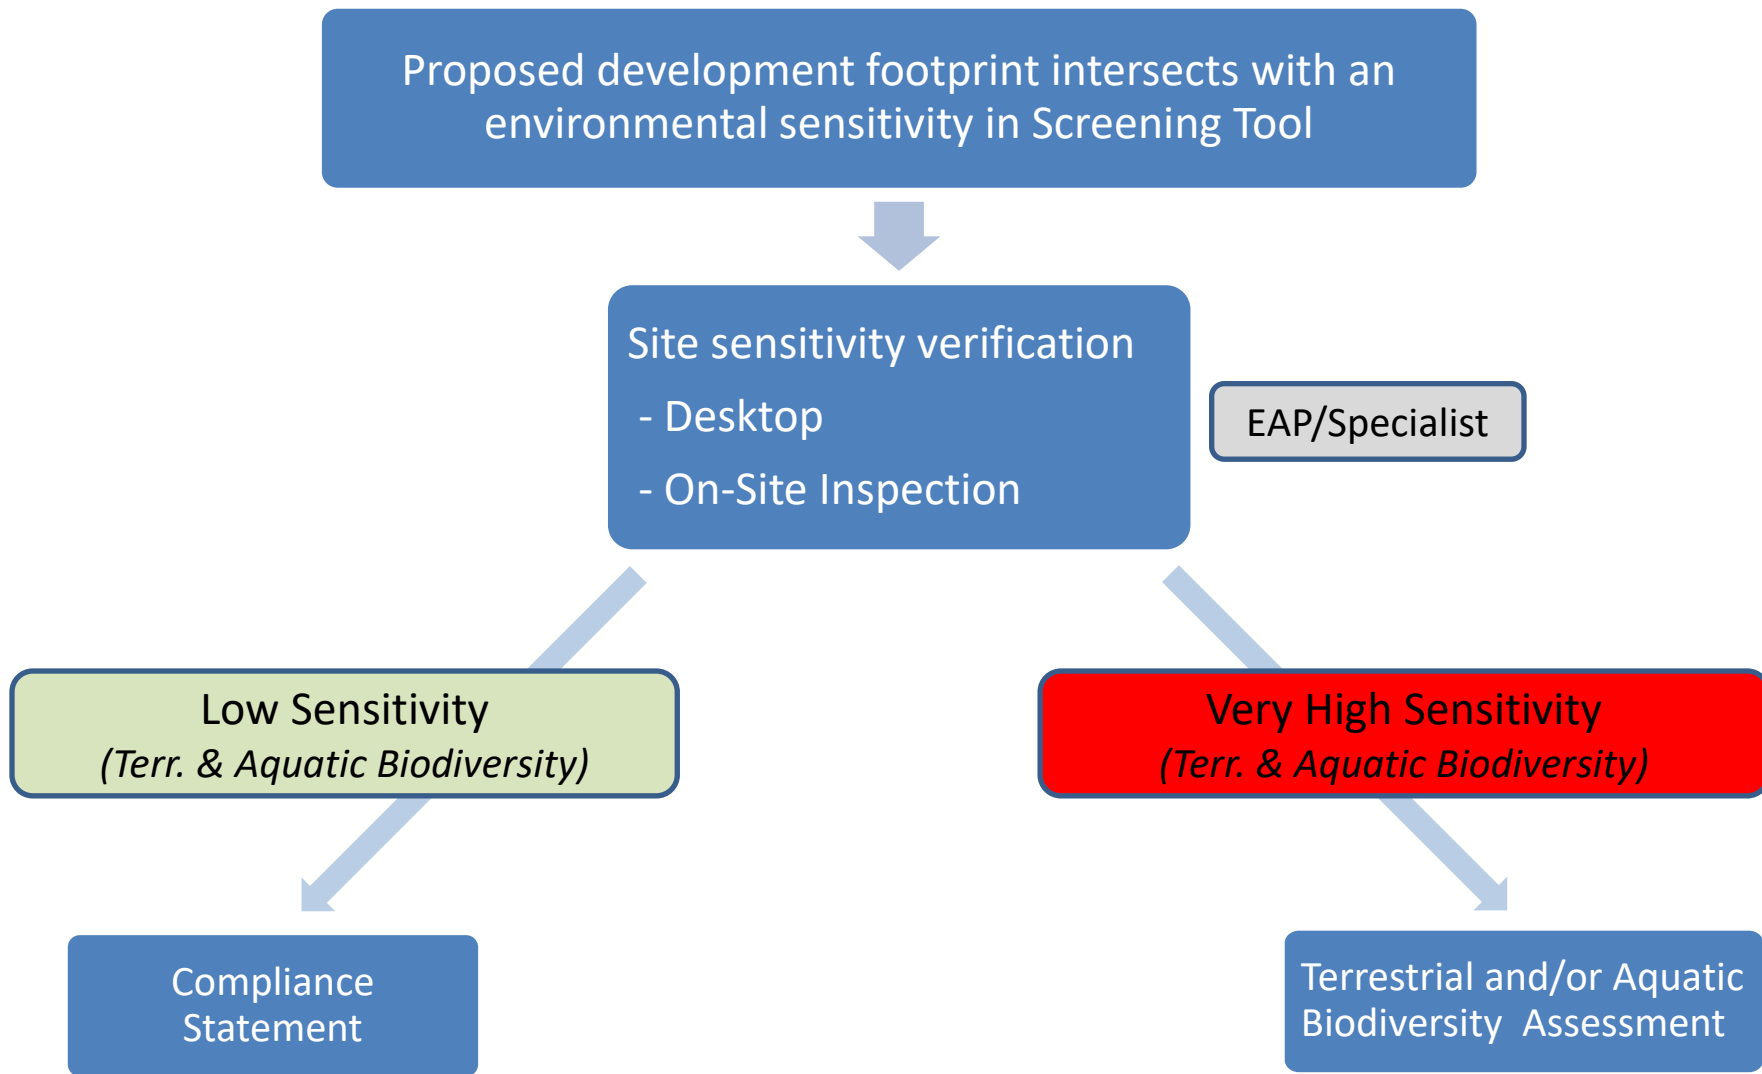 Proposed development footprint intersects with an
environmental sensitivity in Screening Tool
Site sensitivity verification
- Desktop
- On-Site Inspection
EAP/Specialist
Low Sensitivity
(Terr. & Aquatic Biodiversity)
Very High Sensitivity
(Terr. & Aquatic Biodiversity)
Compliance
Statement
Terrestrial and/or Aquatic
Biodiversity Assessment